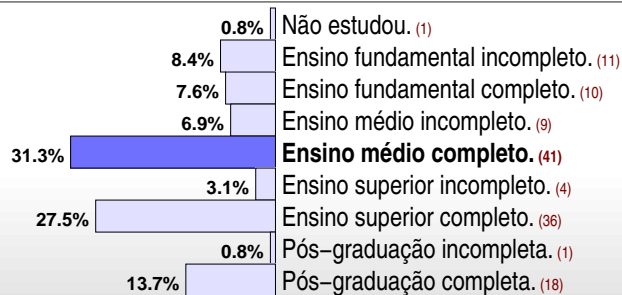 0.8% Não estudou. (1)
8.4% Ensino fundamental incompleto. (11)
7.6% Ensino fundamental completo. (10)
6.9% Ensino médio incompleto. (9)
31.3% Ensino médio completo. (41)
3.1% Ensino superior incompleto. (4)
27.5% Ensino superior completo. (36)
0.8% Pós−graduação incompleta. (1)
13.7% Pós−graduação completa. (18)